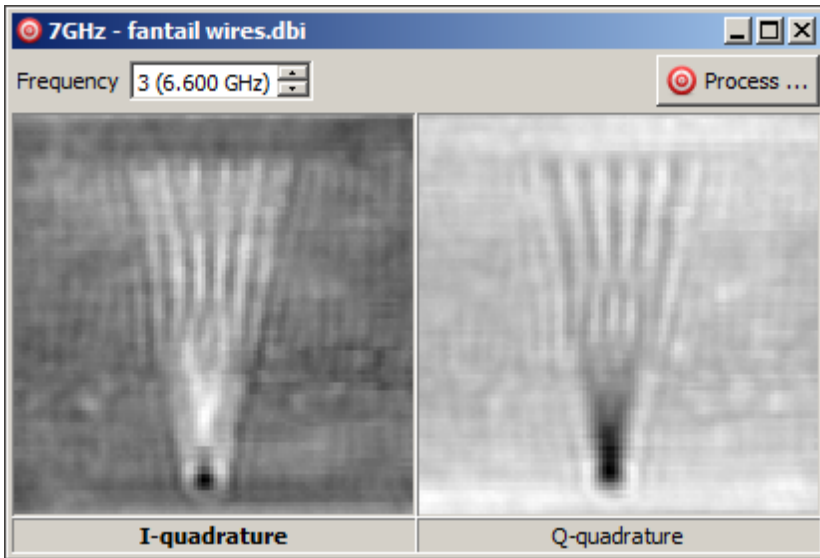 7GHz - fantail wires.dbi
Frequency 3 (6.600 GHz) Process ...
I-quadrature Q-quadrature